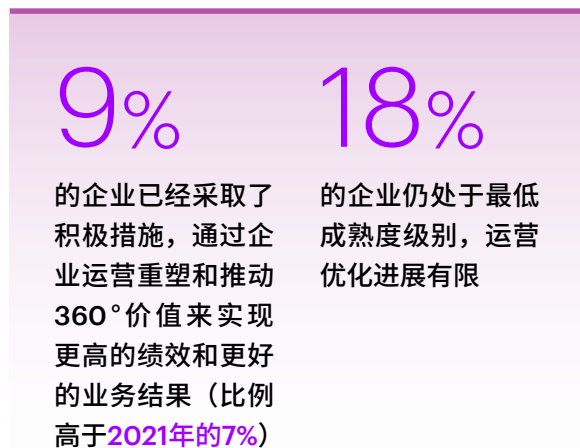 9%
的企业已经采取了
积极措施，通过企
业运营重塑和推动
360°价值来实现
更高的绩效和更好
的业务结果（比例
高于2021年的7%）
18%
的企业仍处于最低
成熟度级别，运营
优化进展有限